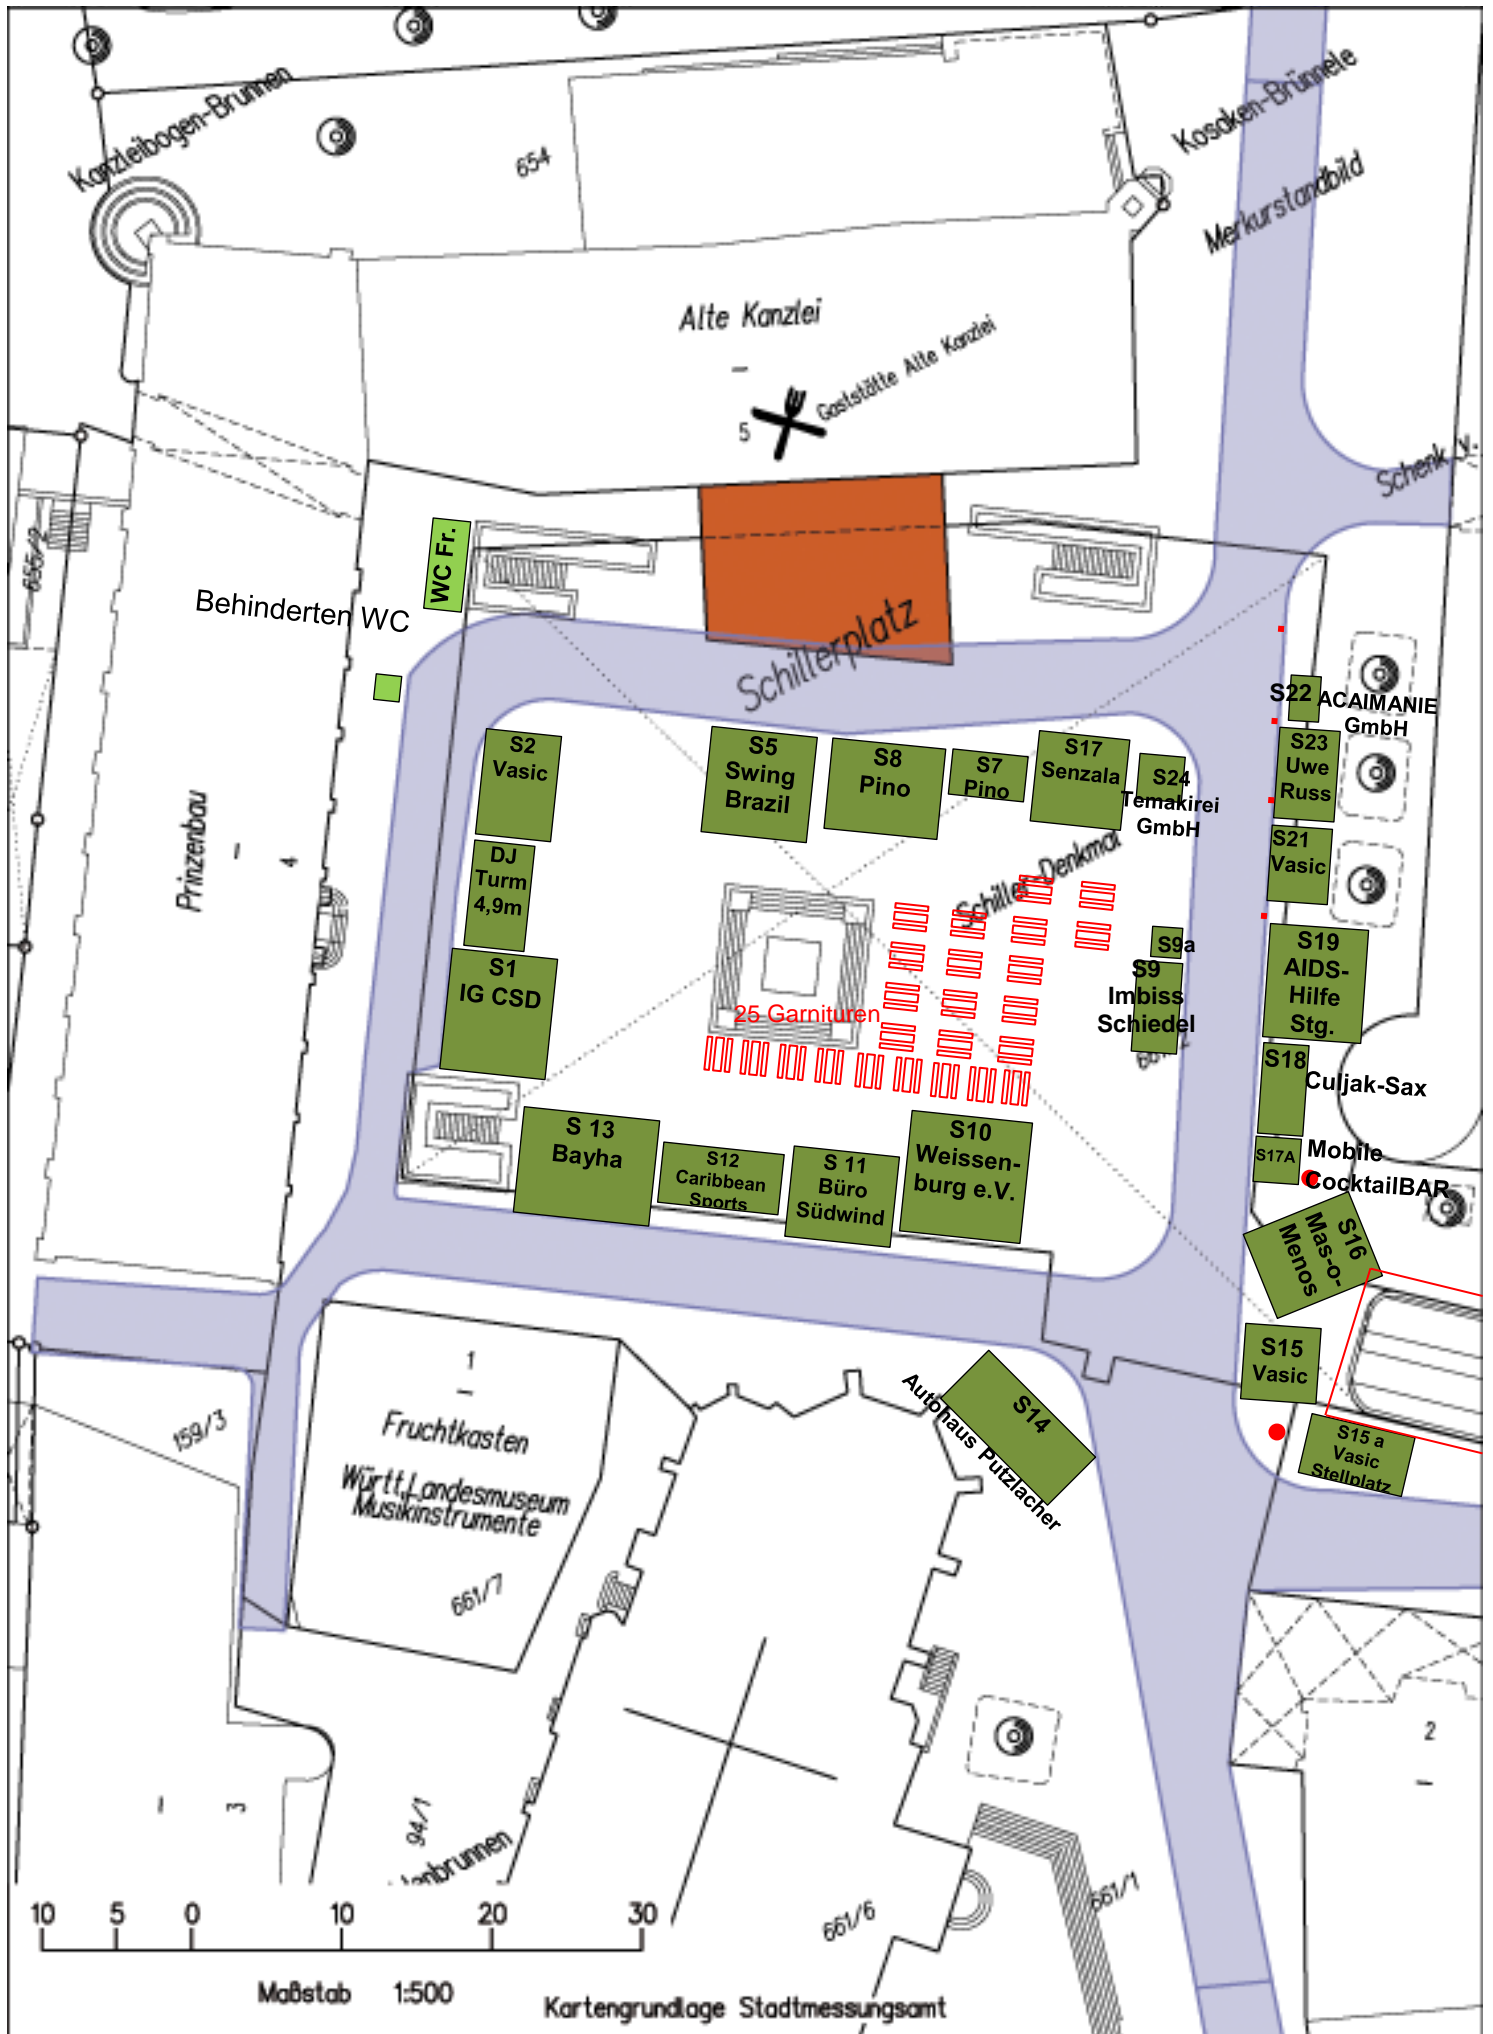 Kanzleibogen-Brunnen
654
Kosaken-Brünnele
Merkurstandbild
Alte Kanzlei
Gaststätte Alte Kanzlei
5
Schenk v.
655/2
WC Fr.
Behinderten WC
Schillerplatz
S22 ACAIMANIE
GmbH
S2
Vasic
S5
Swing
Brazil
S8
Pino
S7
Pino
S17
Senzala
S24
Temakirei
GmbH
S23
Uwe
Russ
S21
Vasic
Prinzenbau
4
DJ
Turm
4,9m
Schiller-Denkmal
S9a
S9
Imbiss
Schiedel
S19
AIDS-
Hilfe
Stg.
S1
IG CSD
25 Garnituren
S18
Culjak-Sax
S 13
Bayha
S12
Caribbean
Sports
S 11
Büro
Südwind
S10
Weissen-
burg e.V.
S17A
Mobile
CocktailBAR
S16
Mas-o-
Menos
S15
Vasic
S14
Autohaus Putzlacher
S15 a
Vasic
Stellplatz
1
Fruchtkasten
Württ.Landesmuseum
Musikinstrumente
159/3
661/7
2
3
94/1
661/6
661/1
10 5 0 10 20 30
Maßstab 1:500
Kartengrundlage Stadtmessungsamt